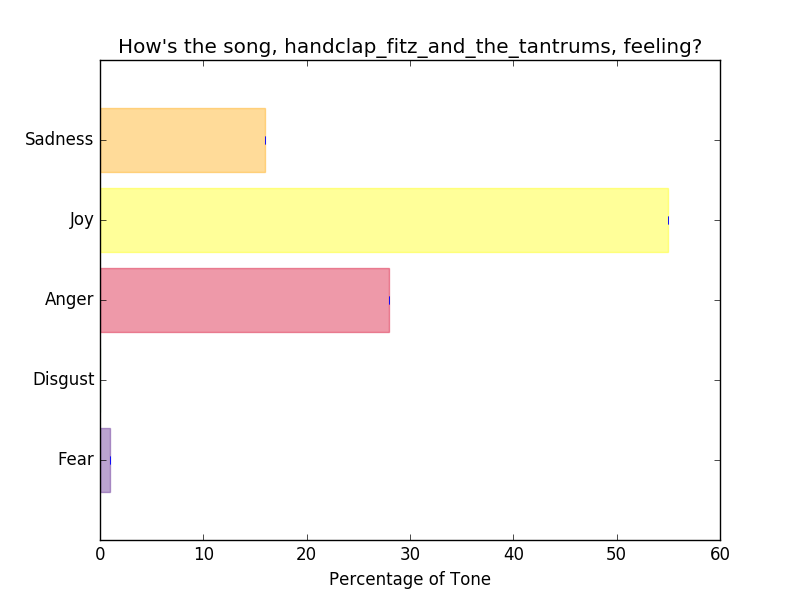 How's the song, handclap_fitz_and_the_tantrums, feeling?
Sadness
Joy
Anger
Disgust
Fear
0 10 20 30 40 50 60
Percentage of Tone